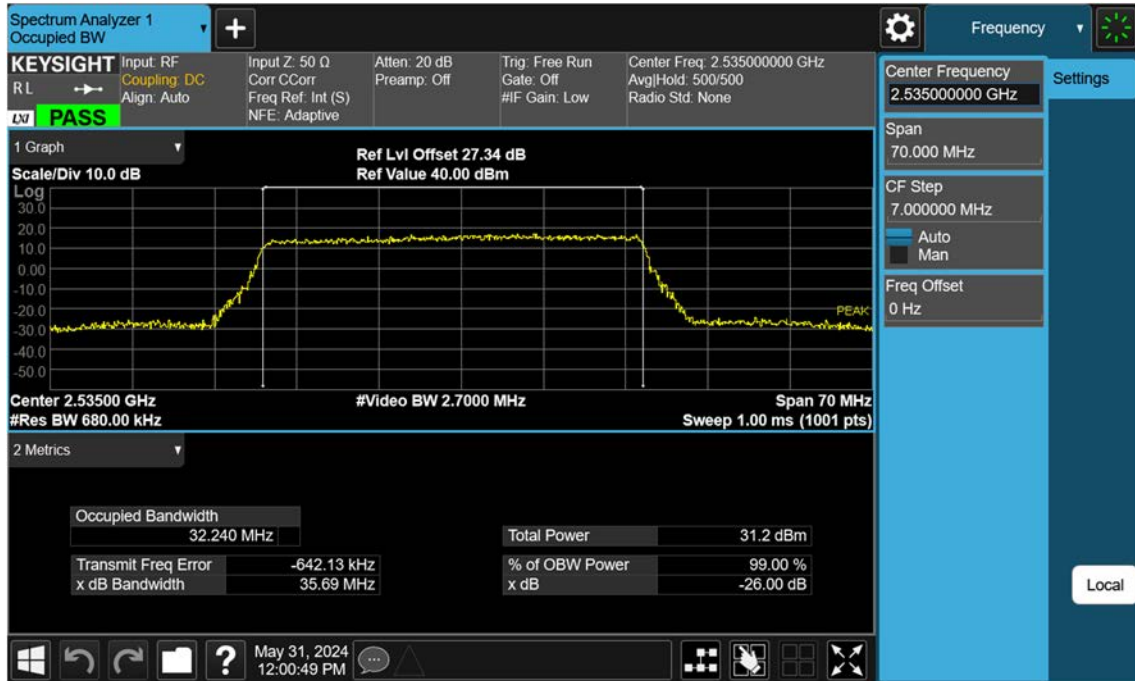 Spectrum Analyzer 1
Occupied BW
+
Frequency
KEYSIGHT
R L
LXI
PASS
Input: RF
Coupling: DC
Align: Auto
Input Z: 50 Ω
Corr CCorr
Freq Ref: Int (S)
NFE: Adaptive
Atten: 20 dB
Preamp: Off
Trig: Free Run
Gate: Off
#IF Gain: Low
Center Freq: 2.535000000 GHz
Avg|Hold: 500/500
Radio Std: None
Center Frequency
2.535000000 GHz
Settings
Span
70.000 MHz
CF Step
7.000000 MHz
Auto
Man
Freq Offset
0 Hz
Local
1 Graph
Scale/Div 10.0 dB
Ref Lvl Offset 27.34 dB
Ref Value 40.00 dBm
Log
30.0
20.0
10.0
0.00
-10.0
-20.0
-30.0
-40.0
-50.0
PEAK
Center 2.53500 GHz
#Video BW 2.7000 MHz
Span 70 MHz
#Res BW 680.00 kHz
Sweep 1.00 ms (1001 pts)
2 Metrics
Occupied Bandwidth
32.240 MHz
Total Power 31.2 dBm
Transmit Freq Error -642.13 kHz
% of OBW Power 99.00 %
x dB Bandwidth 35.69 MHz
x dB -26.00 dB
?
May 31, 2024
12:00:49 PM